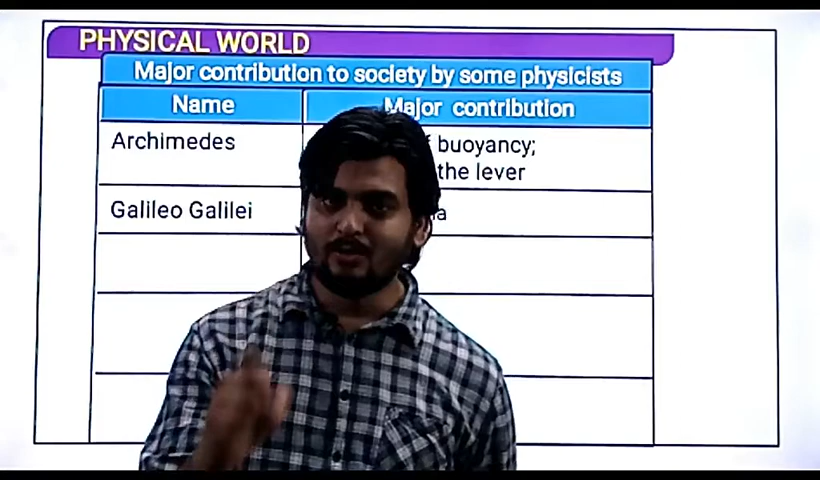 PHYSICAL WORLD
Major contribution to society by some physicists
Name Major contribution
Archimedes buoyancy;
the lever
Galileo Galilei